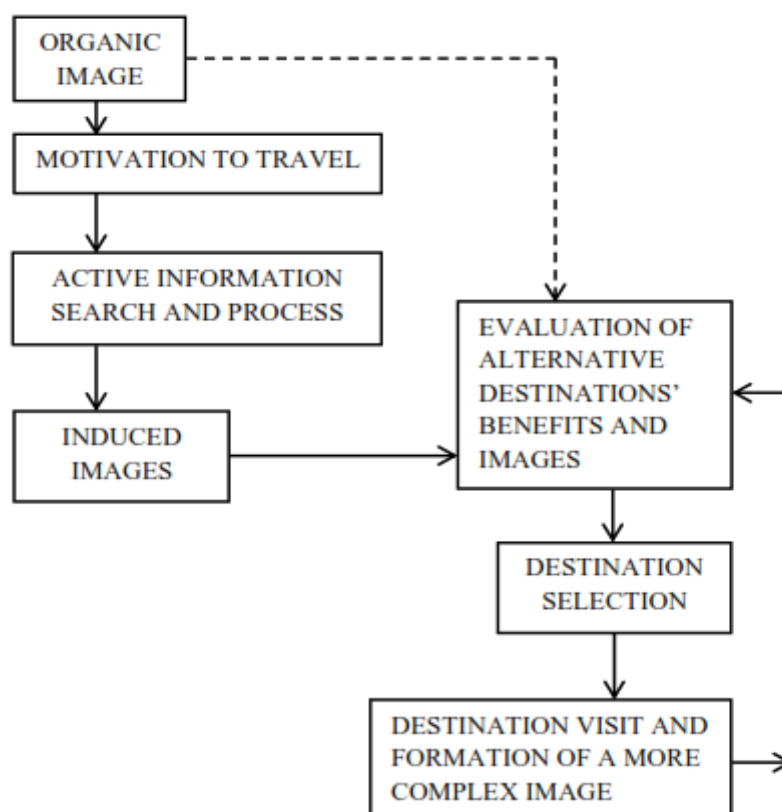 ORGANIC
IMAGE
MOTIVATION TO TRAVEL
ACTIVE INFORMATION
SEARCH AND PROCESS
INDUCED
IMAGES
EVALUATION OF
ALTERNATIVE
DESTINATIONS’
BENEFITS AND
IMAGES
DESTINATION
SELECTION
DESTINATION VISIT AND
FORMATION OF A MORE
COMPLEX IMAGE